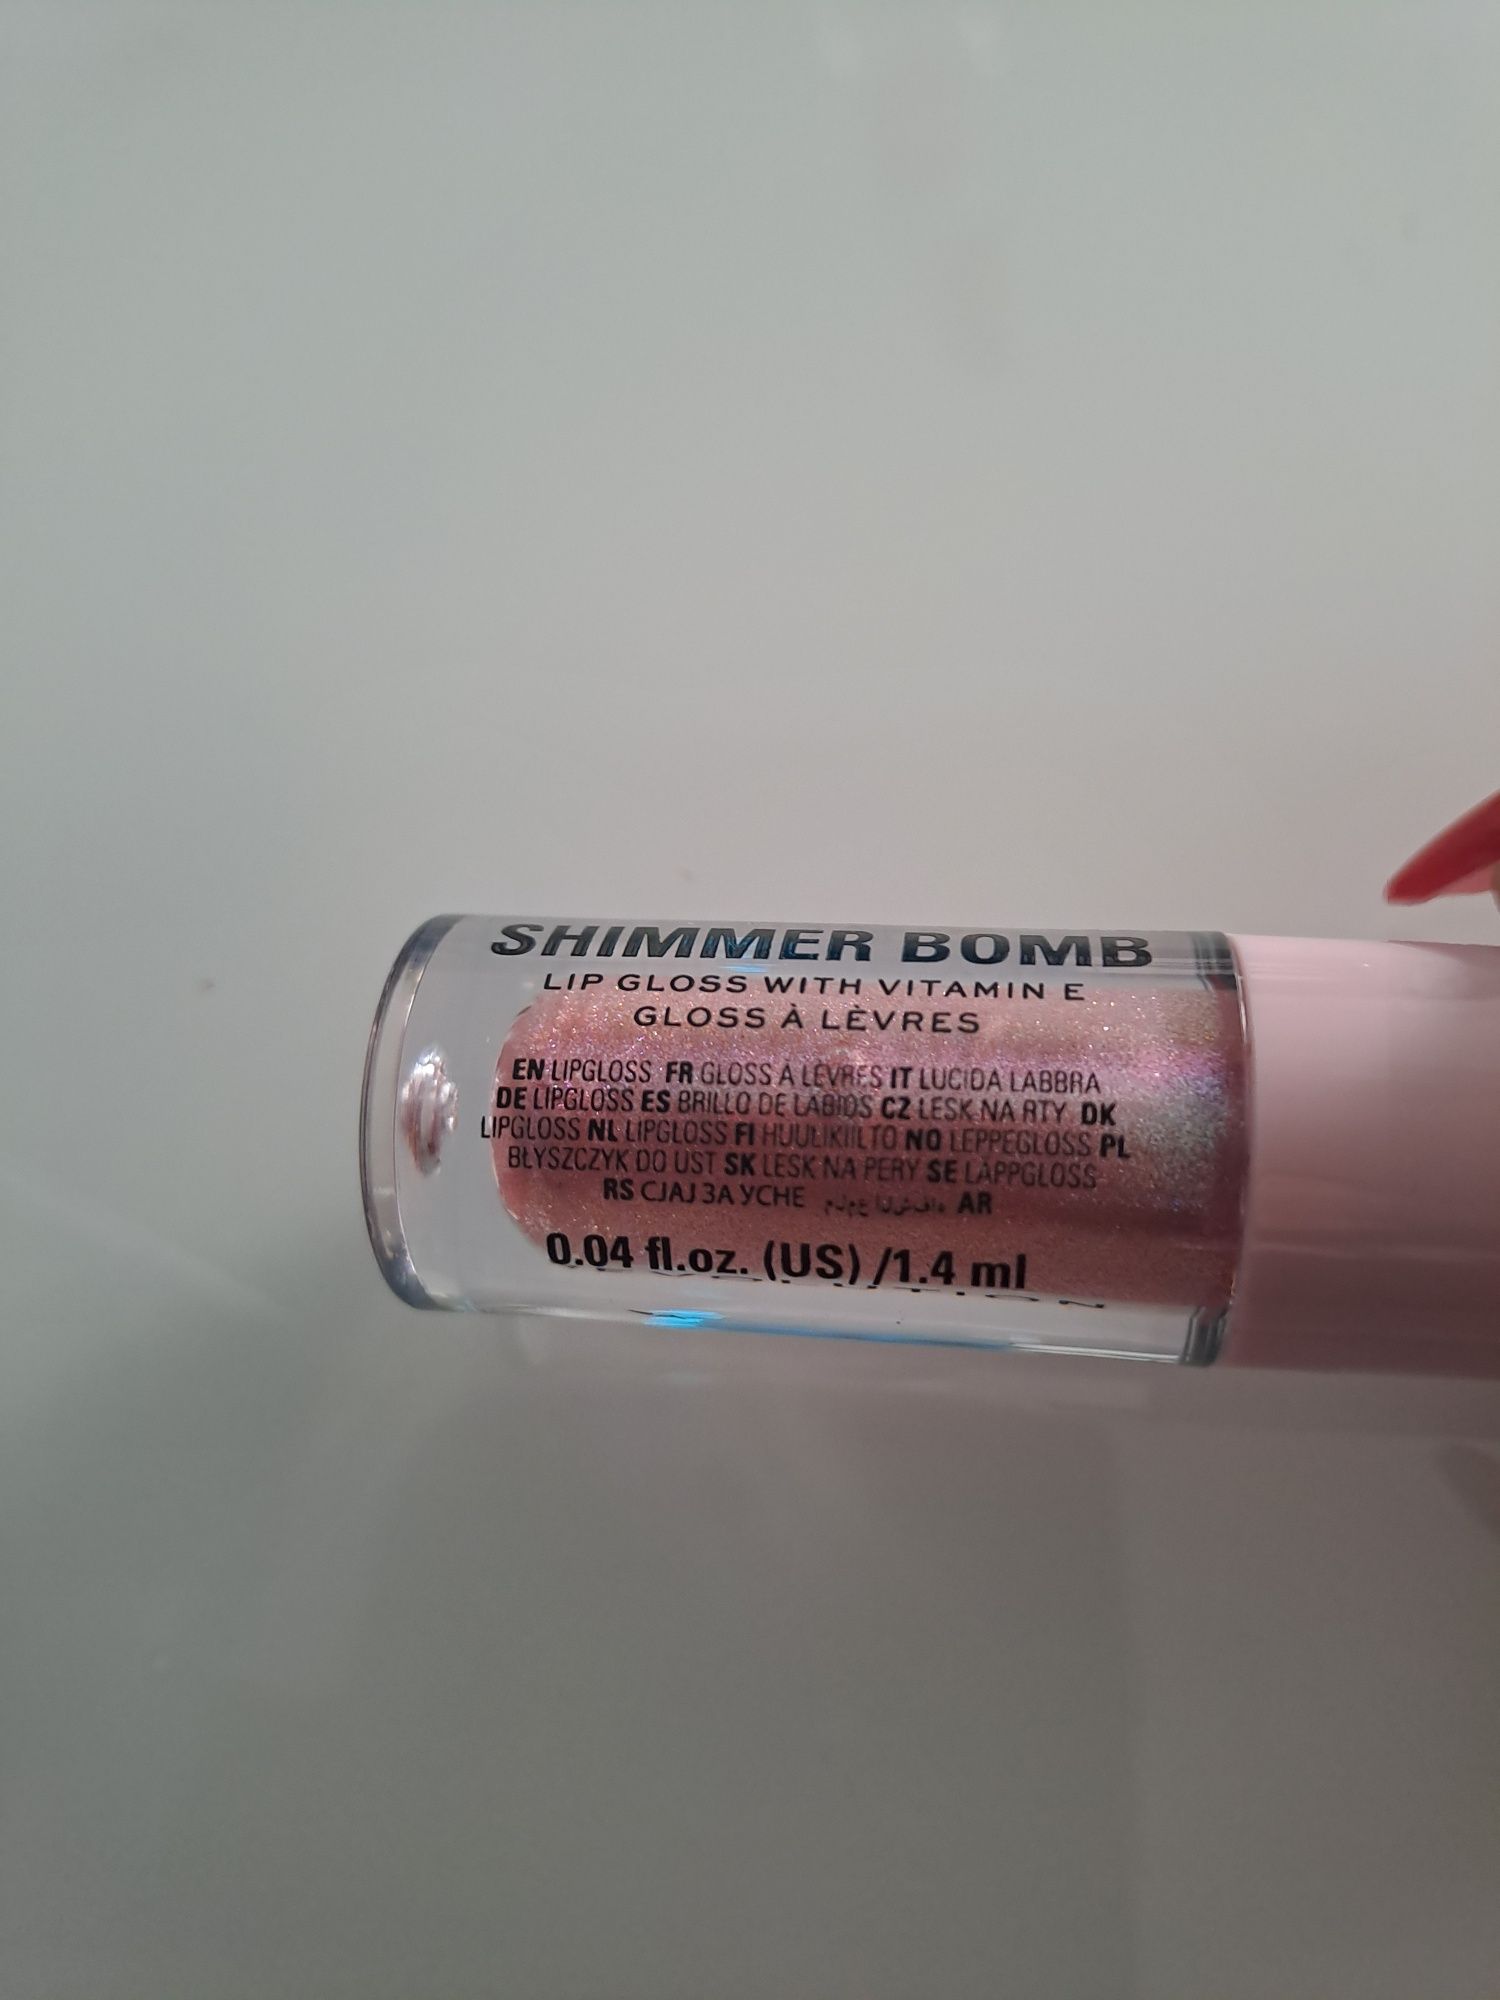 SHIMMER BOMB
LIP GLOSS WITH VITAMIN E
GLOSS À LÈVRES
EN LIPGLOSS FR GLOSS À LÈVRES IT LUCIDA LABBRA
DE LIPGLOSS ES BRILLO DE LABIOS CZ LESK NA RTY DK
LIPGLOSS NL LIPGLOSS FI HUULIKIILTO NO LEPPEGLOSS PL
BŁYSZCZYK DO UST SK LESK NA PERY SE LÄPPGLOSS
RS СЈАЈ ЗА УСНЕ AR
0.04 fl.oz. (US) /1.4 ml